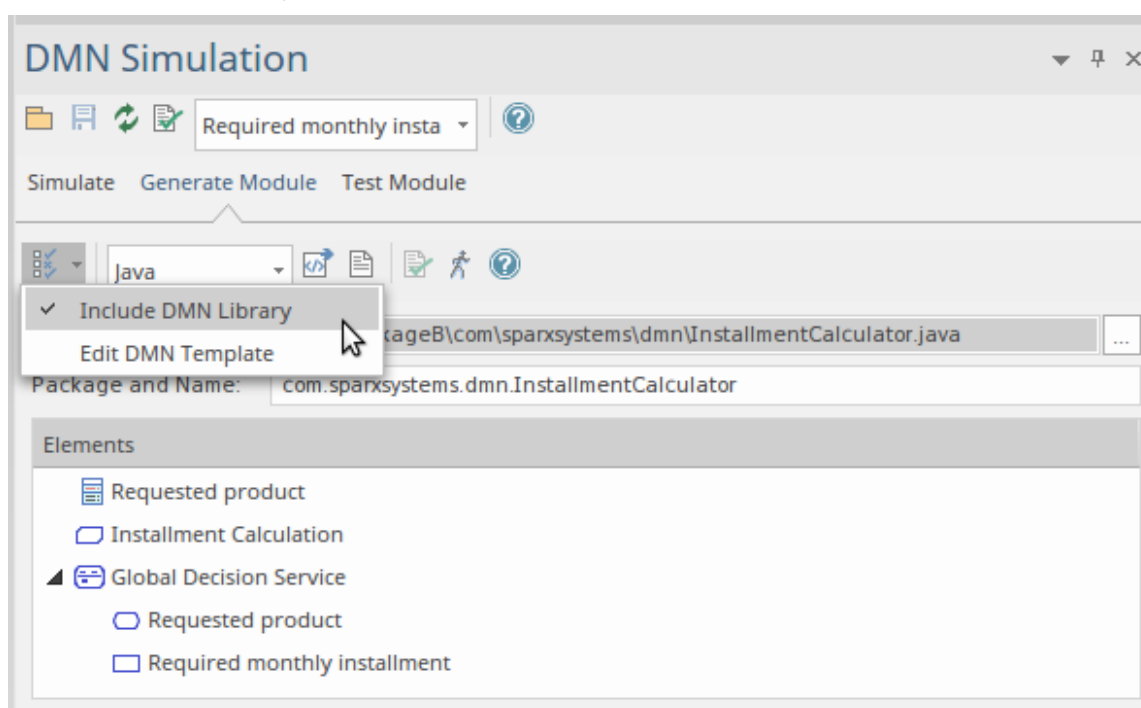 DMN Simulation
Required monthly insta
Simulate Generate Module Test Module
Java
Include DMN Library
Edit DMN Template
kageB\com\sparxsystems\dmn\InstallmentCalculator.java
...
Package and Name: com.sparxsystems.dmn.InstallmentCalculator
Elements
Requested product
Installment Calculation
Global Decision Service
Requested product
Required monthly installment